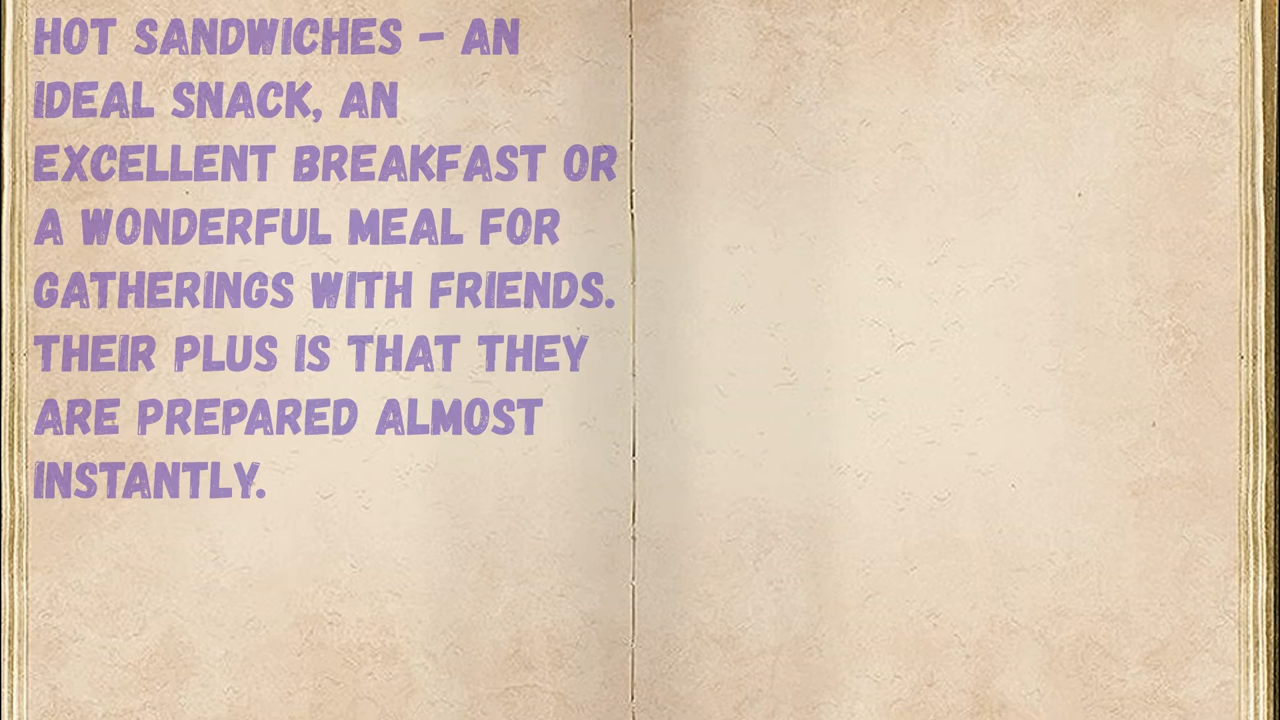 HOT SANDWICHES – AN
IDEAL SNACK, AN
EXCELLENT BREAKFAST OR
A WONDERFUL MEAL FOR
GATHERINGS WITH FRIENDS.
THEIR PLUS IS THAT THEY
ARE PREPARED ALMOST
INSTANTLY.